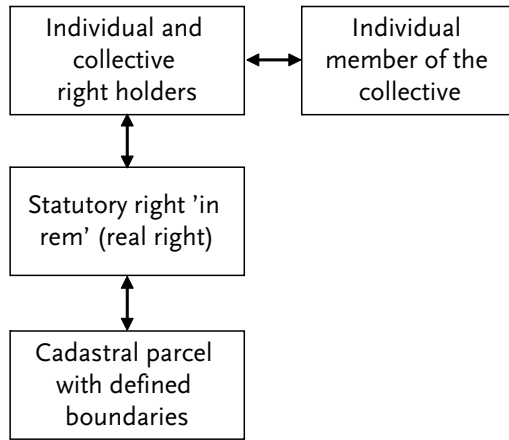 Individual and
collective
right holders
Individual
member of the
collective
Statutory right ’in
rem’ (real right)
Cadastral parcel
with defined
boundaries